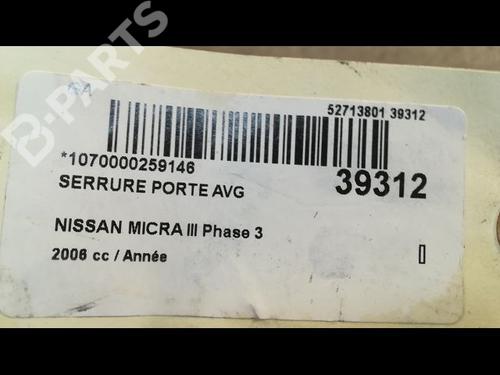 B-PARTS
52713801 39312
*1070000259146
39312
SERRURE PORTE AVG
NISSAN MICRA III Phase 3
2006 cc / Année